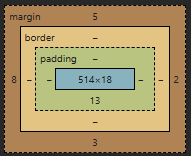 margin 5
border –
padding –
8 – – 514×18 – – 2
13
–
3